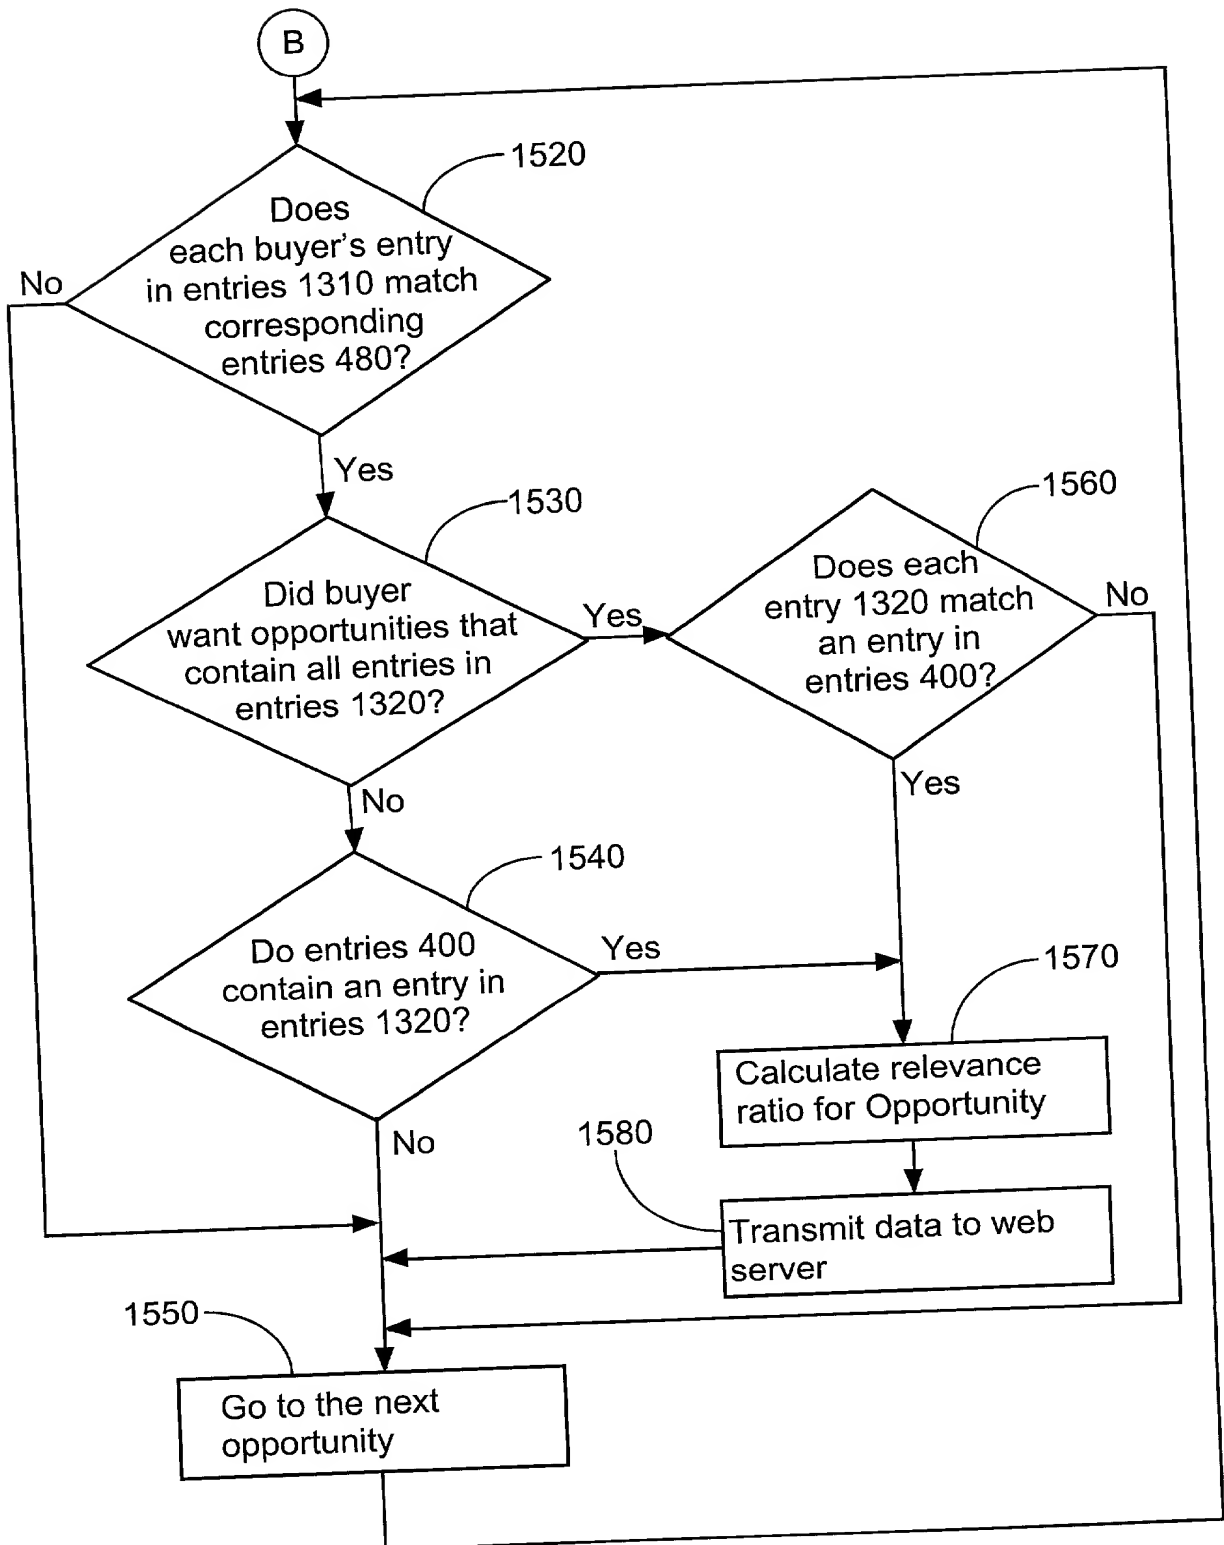 B
1520
Does
each buyer's entry
in entries 1310 match
corresponding
entries 480?
No
Yes
1530
Did buyer
want opportunities that
contain all entries in
entries 1320?
Yes
1560
Does each
entry 1320 match
an entry in
entries 400?
No
Yes
No
1540
Do entries 400
contain an entry in
entries 1320?
Yes
No
1570
Calculate relevance
ratio for Opportunity
1580
Transmit data to web
server
1550
Go to the next
opportunity